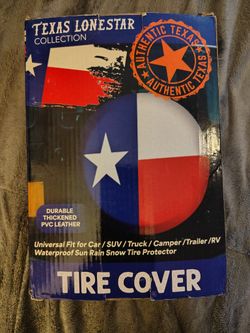 TEXAS LONESTAR
COLLECTION
AUTHENTIC TEXAS
AUTHENTIC TEXAS
DURABLE
THICKENED
PVC LEATHER
Universal Fit for Car / SUV / Truck / Camper /Trailer /RV
Waterproof Sun Rain Snow Tire Protector
TIRE COVER